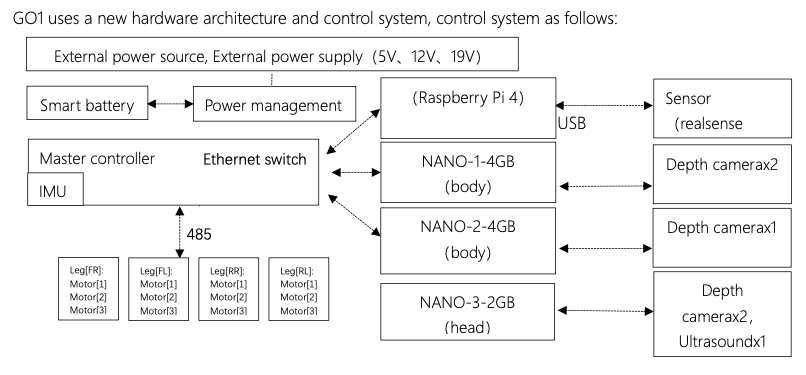 GO1 uses a new hardware architecture and control system, control system as follows:
External power source, External power supply（5V、12V、19V）
Smart battery
Power management
(Raspberry Pi 4)
USB
Sensor
（realsense
Master controller
Ethernet switch
IMU
NANO-1-4GB
(body)
Depth camerax2
485
NANO-2-4GB
(body)
Depth camerax1
Leg[FR]:
Motor[1]
Motor[2]
Motor[3]
Leg[FL]:
Motor[1]
Motor[2]
Motor[3]
Leg[RR]:
Motor[1]
Motor[2]
Motor[3]
Leg[RL]:
Motor[1]
Motor[2]
Motor[3]
NANO-3-2GB
(head)
Depth
camerax2，
Ultrasoundx1